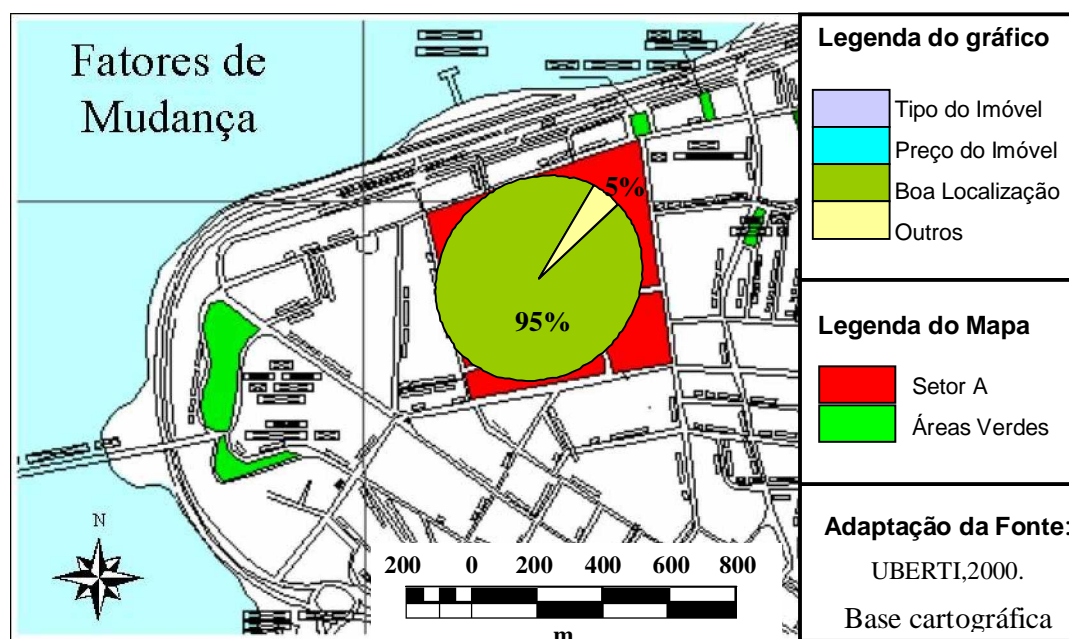 Fatores de
Mudança
5%
95%
N
200 0 200 400 600 800
m
Legenda do gráfico
Tipo do Imóvel
Preço do Imóvel
Boa Localização
Outros
Legenda do Mapa
Setor A
Áreas Verdes
Adaptação da Fonte:
UBERTI,2000.
Base cartográfica